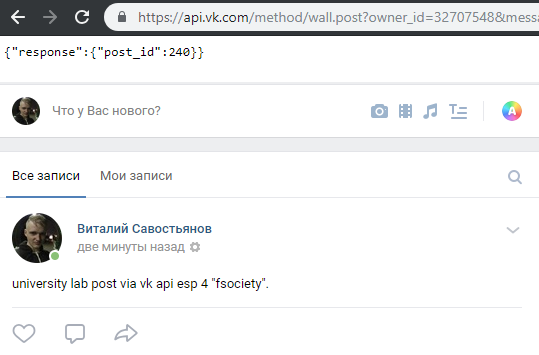 https://api.vk.com/method/wall.post?owner_id=32707548&messa
{"response":{"post_id":240}}
Что у Вас нового?
A
Все записи Мои записи
Виталий Савостьянов
две минуты назад
university lab post via vk api esp 4 "fsociety".